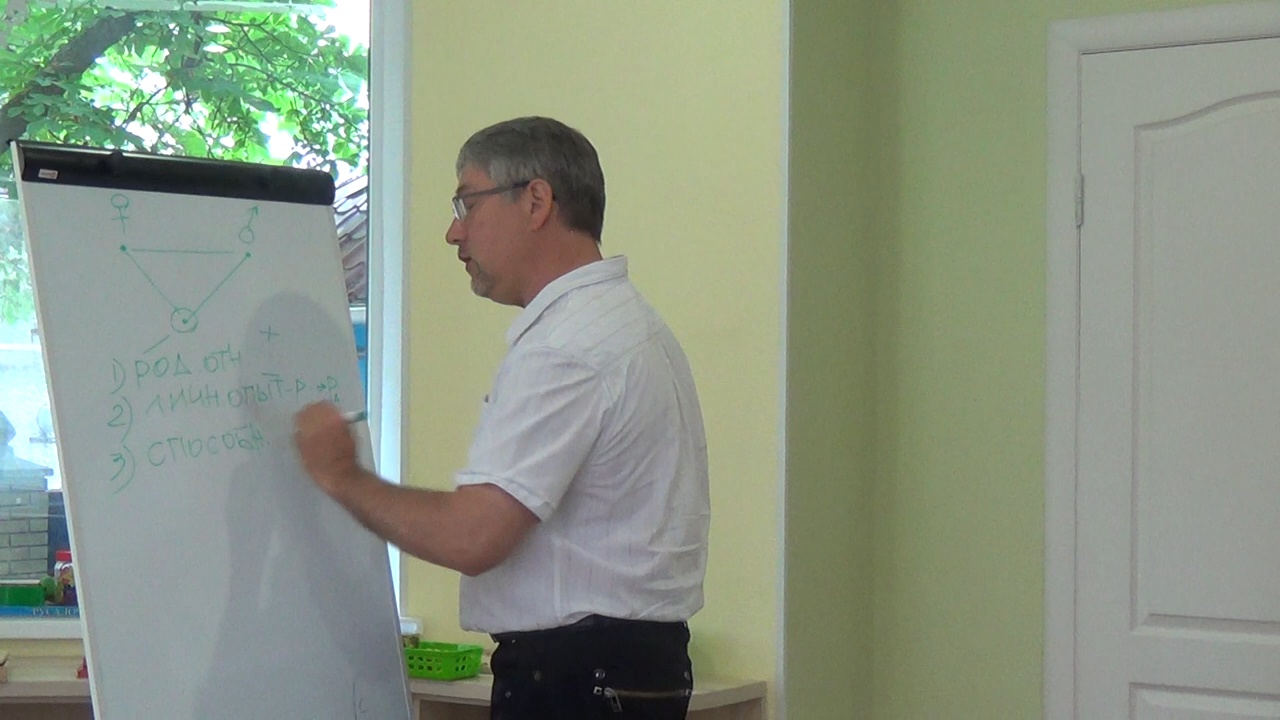 ♀ ♂
+
1) РОД ОТН
2) ЛИЧН ОПЫТ-Р →Р
3) СПОСОБН.